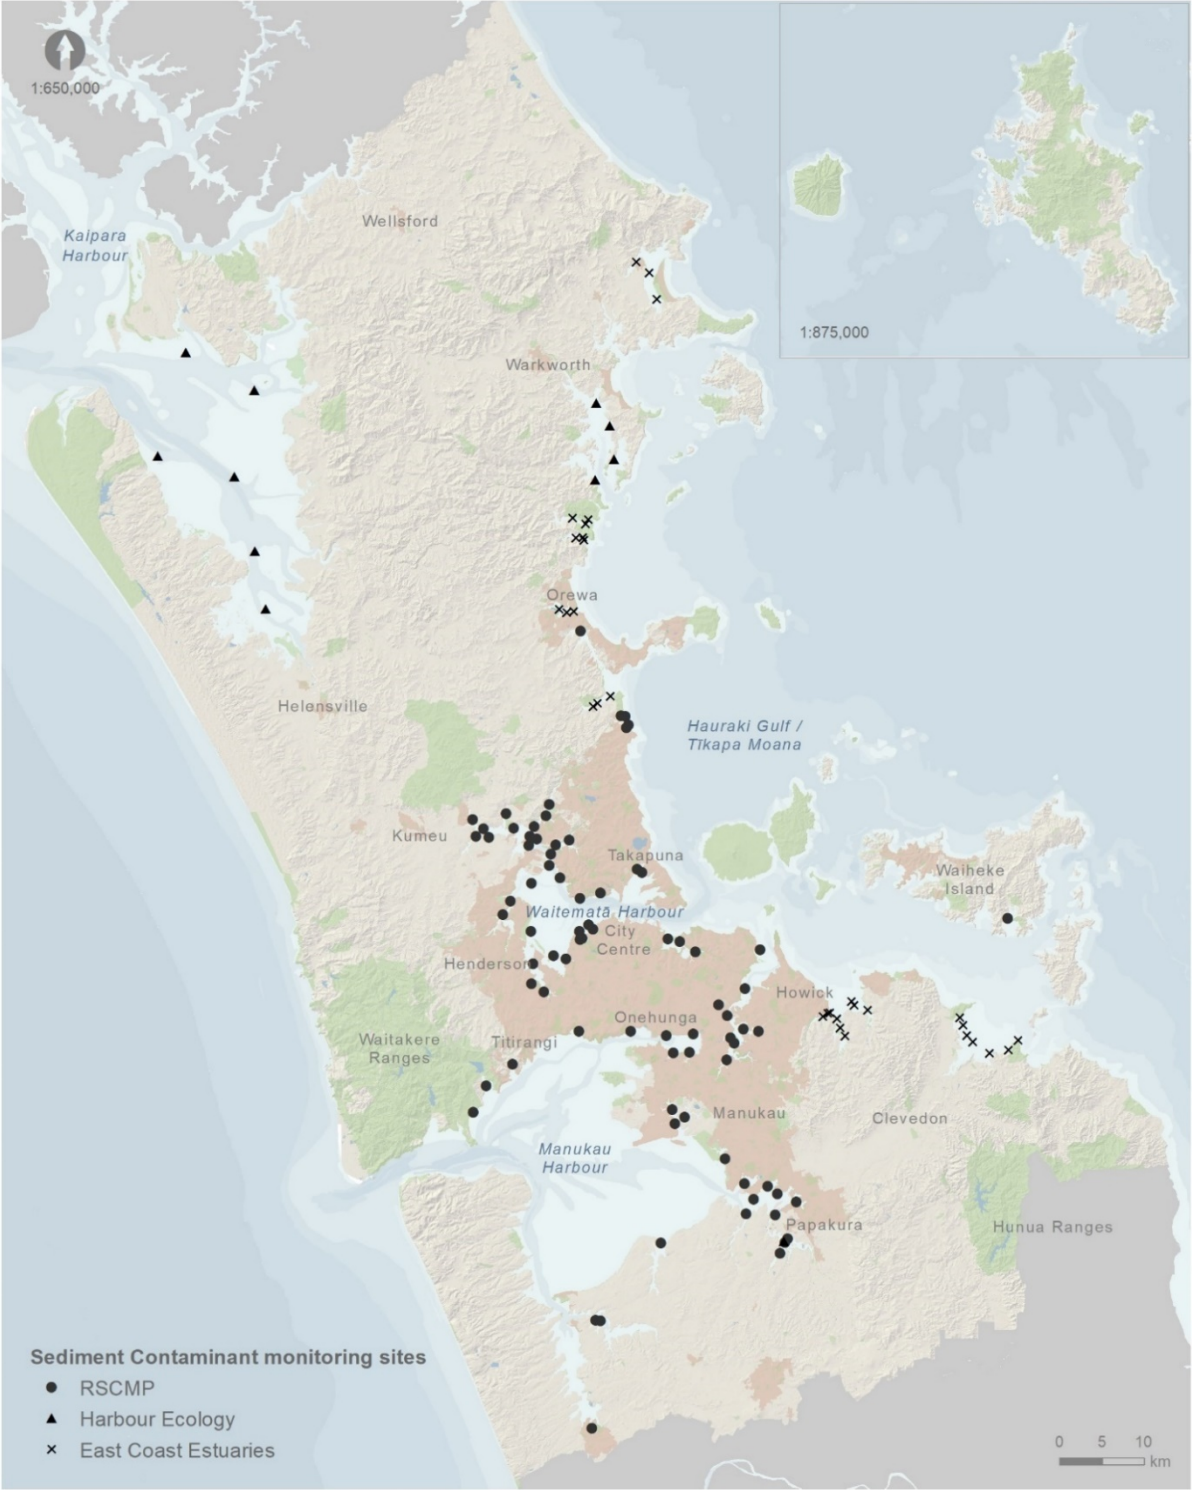 1:650,000
Kaipara
Harbour
Wellsford
1:875,000
Warkworth
Orewa
Helensville
Hauraki Gulf /
Tīkapa Moana
Kumeu
Takapuna
Waiheke
Island
Waitematā Harbour
City
Centre
Henderson
Howick
Onehunga
Titirangi
Waitakere
Ranges
Manukau
Clevedon
Manukau
Harbour
Papakura
Hunua Ranges
Sediment Contaminant monitoring sites
RSCMP
Harbour Ecology
East Coast Estuaries
0 5 10
km